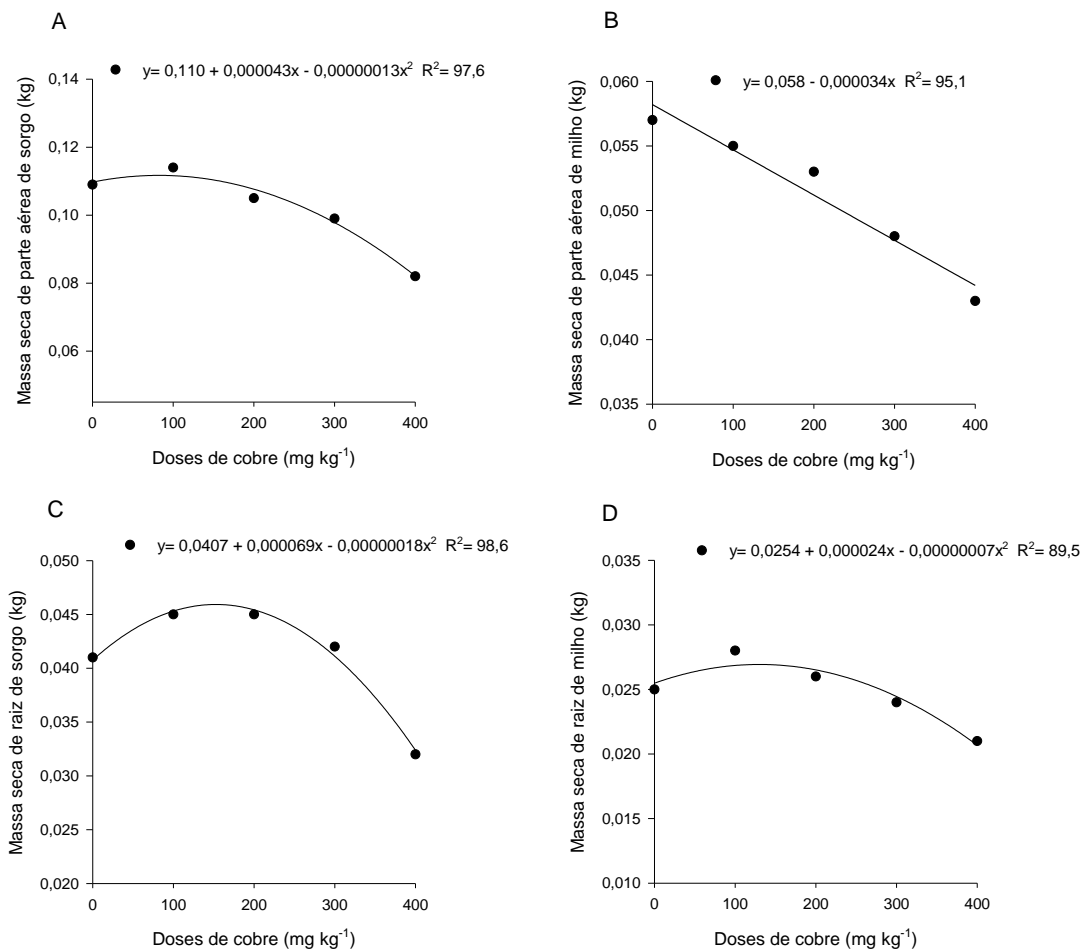 A
y= 0,110 + 0,000043x - 0,00000013x² R²= 97,6
Massa seca de parte aérea de sorgo (kg)
0,14
0,12
0,10
0,08
0,06
0 100 200 300 400
Doses de cobre (mg kg⁻¹)
B
y= 0,058 - 0,000034x R²= 95,1
Massa seca de parte aérea de milho (kg)
0,060
0,055
0,050
0,045
0,040
0,035
0 100 200 300 400
Doses de cobre (mg kg⁻¹)
C
y= 0,0407 + 0,000069x - 0,00000018x² R²= 98,6
Massa seca de raiz de sorgo (kg)
0,050
0,045
0,040
0,035
0,030
0,025
0,020
0 100 200 300 400
Doses de cobre (mg kg⁻¹)
D
y= 0,0254 + 0,000024x - 0,00000007x² R²= 89,5
Massa seca de raiz de milho (kg)
0,035
0,030
0,025
0,020
0,015
0,010
0 100 200 300 400
Doses de cobre (mg kg⁻¹)